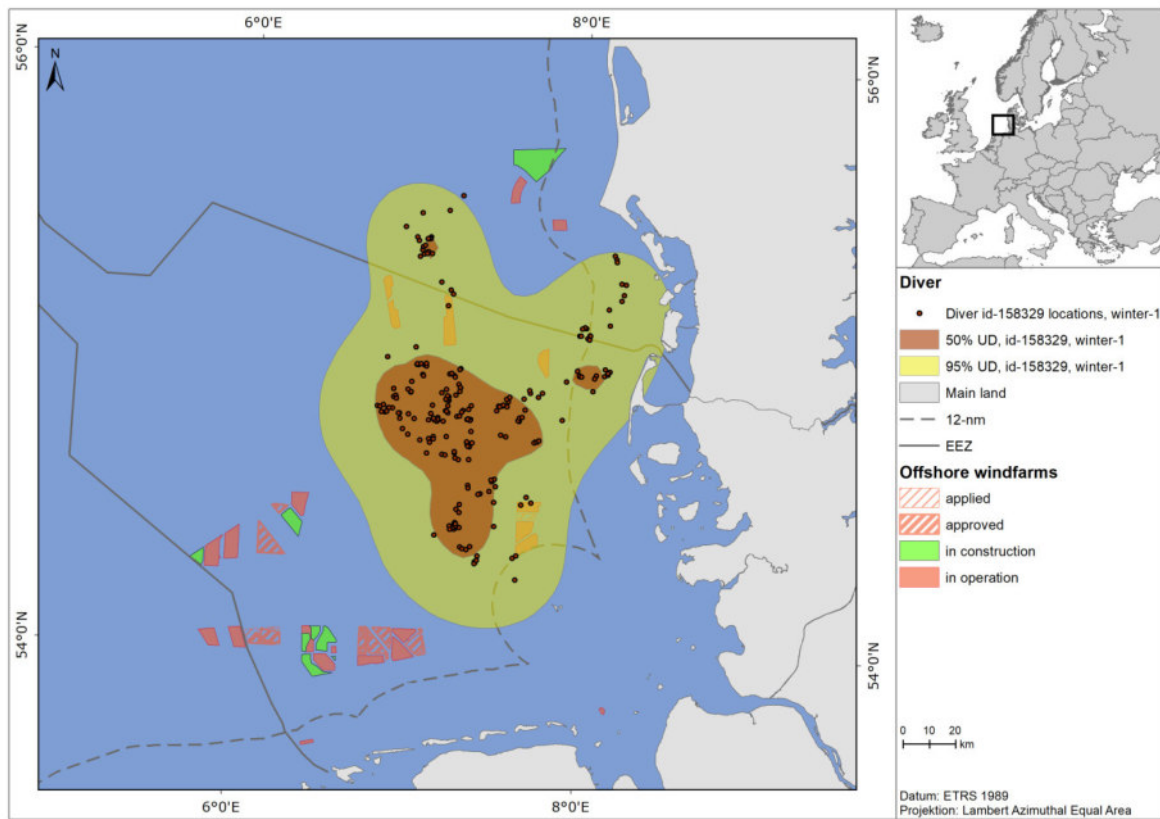 6°0'E 8°0'E
56°0'N
56°0'N
N
54°0'N
54°0'N
6°0'E 8°0'E
Diver
Diver id-158329 locations, winter-1
50% UD, id-158329, winter-1
95% UD, id-158329, winter-1
Main land
12-nm
EEZ
Offshore windfarms
applied
approved
in construction
in operation
0 10 20
km
Datum: ETRS 1989
Projektion: Lambert Azimuthal Equal Area